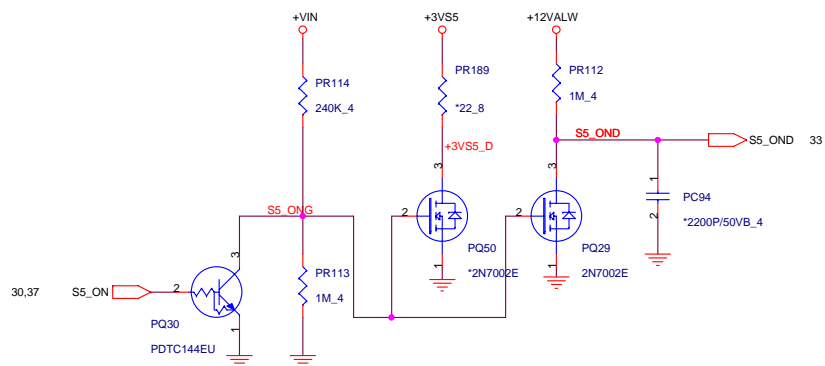 +VIN
+3VS5
+12VALW
PR114
240K_4
PR189
*22_8
PR112
1M_4
+3VS5_D
S5_OND
S5_OND 33
3
3
1
2
PC94
*2200P/50VB_4
S5_ONG
2
2
3
1
1
PQ50
*2N7002E
PQ29
2N7002E
PR113
1M_4
30,37 S5_ON
2
1
PQ30
PDTC144EU